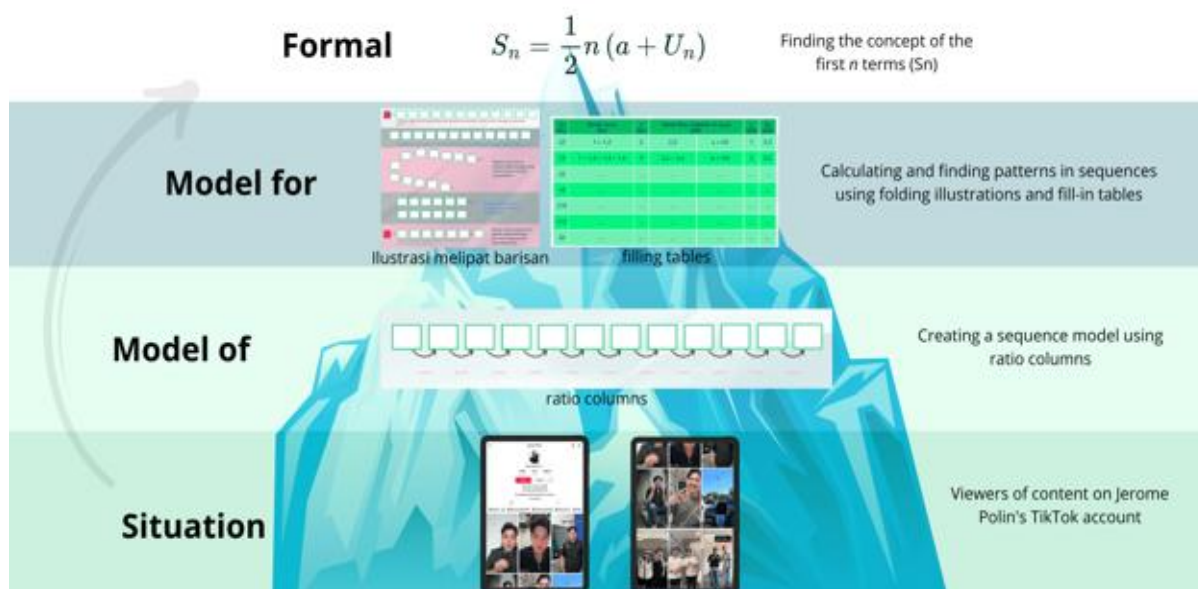 Formal
S_n = \frac{1}{2} n (a + U_n)
Finding the concept of the
first n terms (Sn)
Model for
Calculating and finding patterns in sequences
using folding illustrations and fill-in tables
Ilustrasi melipat barisan
filling tables
Model of
Creating a sequence model using
ratio columns
ratio columns
Situation
Viewers of content on Jerome
Polin's TikTok account